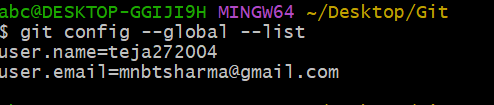 abc@DESKTOP-GGIJI9H MINGW64 ~/Desktop/Git
$ git config --global --list
user.name=teja272004
user.email=mnbtsharma@gmail.com